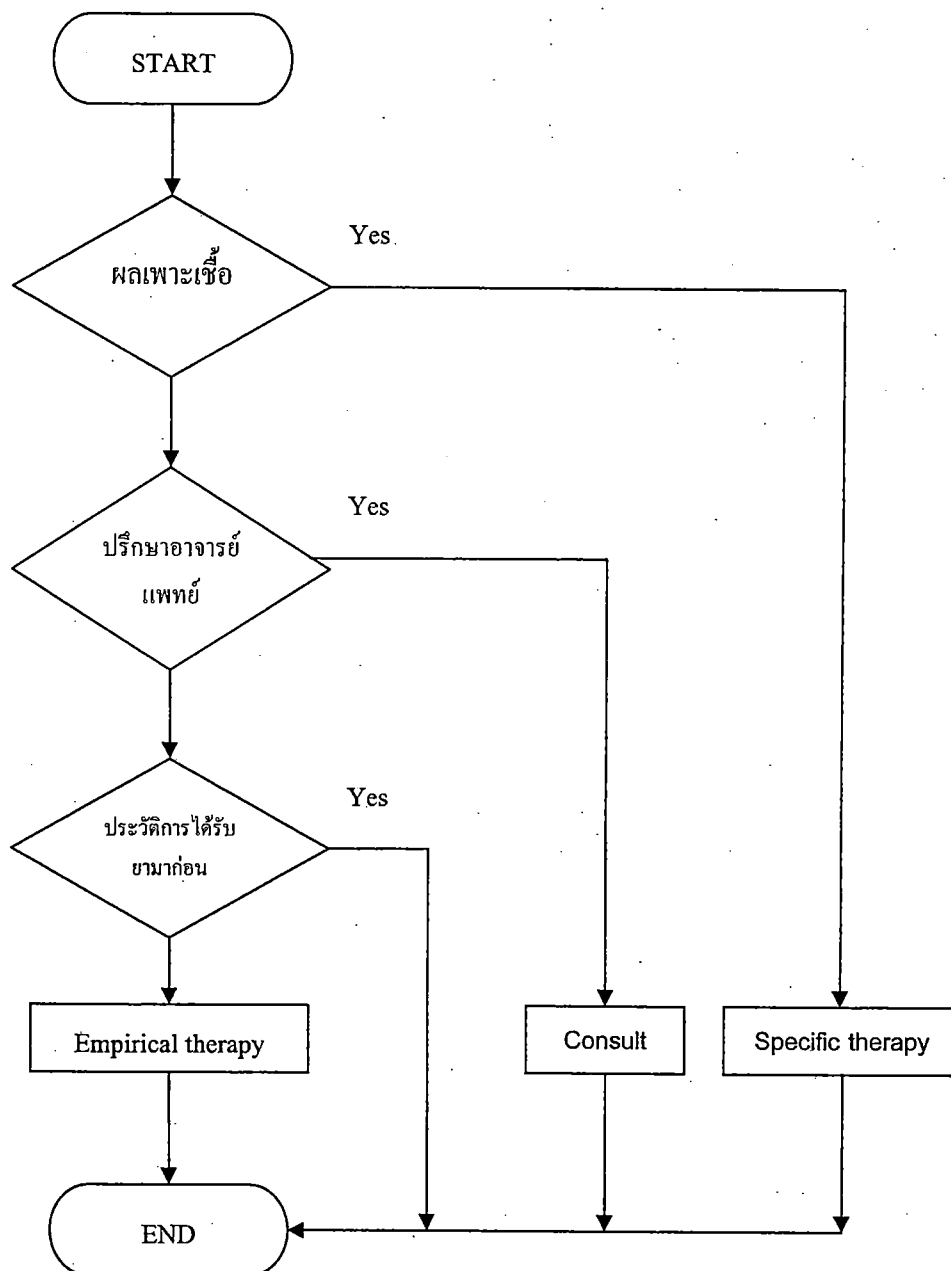 START
Yes
ผลเพาะเชื้อ
Yes
ปรึกษาอาจารย์
แพทย์
Yes
ประวัติการได้รับ
ยามาก่อน
Empirical therapy
Consult
Specific therapy
END